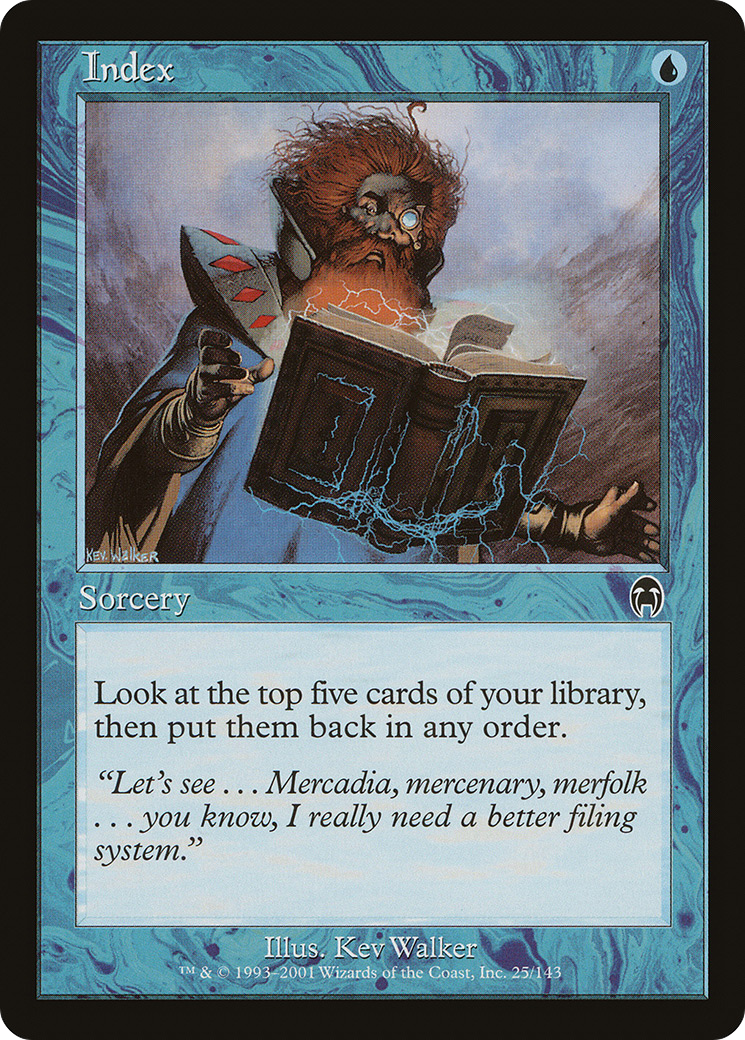 Index
KEV. WALKER
Sorcery
Look at the top five cards of your library,
then put them back in any order.
“Let’s see . . . Mercadia, mercenary, merfolk
. . . you know, I really need a better filing
system.”
Illus. Kev Walker
™ & © 1993–2001 Wizards of the Coast, Inc. 25/143